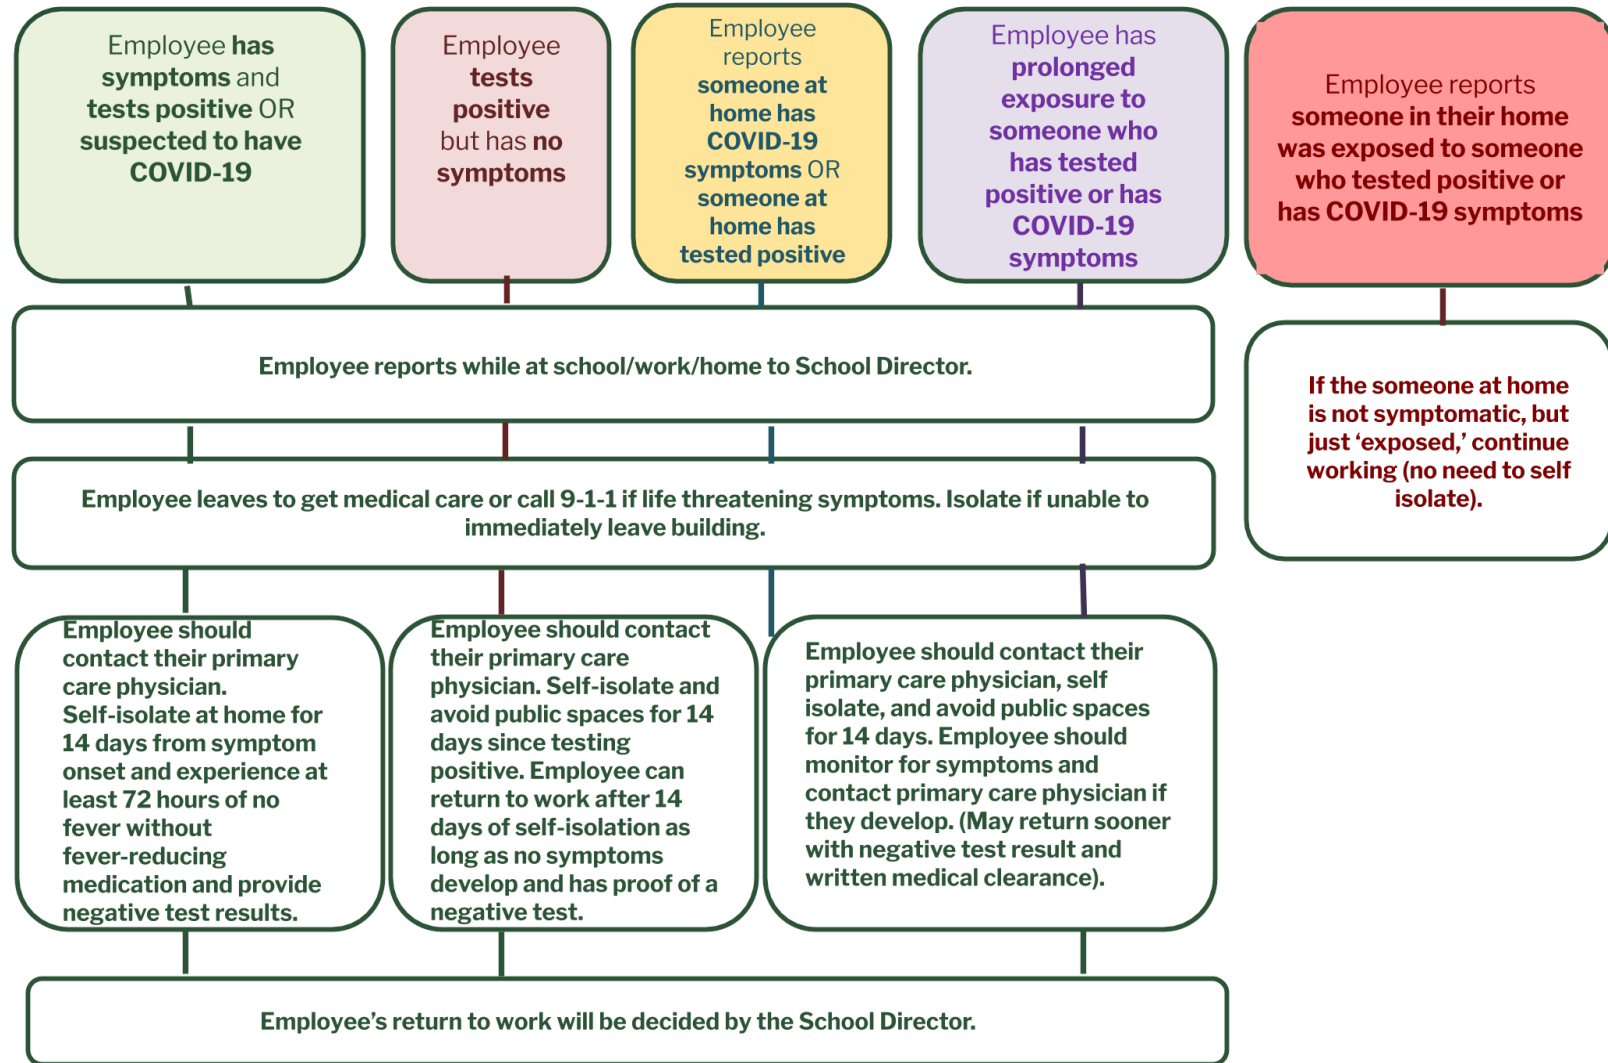 Employee has
symptoms and
tests positive OR
suspected to have
COVID-19
Employee
tests
positive
but has no
symptoms
Employee
reports
someone at
home has
COVID-19
symptoms OR
someone at
home has
tested positive
Employee has
prolonged
exposure to
someone who
has tested
positive or has
COVID-19
symptoms
Employee reports
someone in their home
was exposed to someone
who tested positive or
has COVID-19 symptoms
Employee reports while at school/work/home to School Director.
If the someone at home
is not symptomatic, but
just ‘exposed,’ continue
working (no need to self
isolate).
Employee leaves to get medical care or call 9-1-1 if life threatening symptoms. Isolate if unable to
immediately leave building.
Employee should
contact their primary
care physician.
Self-isolate at home for
14 days from symptom
onset and experience at
least 72 hours of no
fever without
fever-reducing
medication and provide
negative test results.
Employee should contact
their primary care
physician. Self-isolate and
avoid public spaces for 14
days since testing
positive. Employee can
return to work after 14
days of self-isolation as
long as no symptoms
develop and has proof of a
negative test.
Employee should contact their
primary care physician, self
isolate, and avoid public spaces
for 14 days. Employee should
monitor for symptoms and
contact primary care physician if
they develop. (May return sooner
with negative test result and
written medical clearance).
Employee’s return to work will be decided by the School Director.